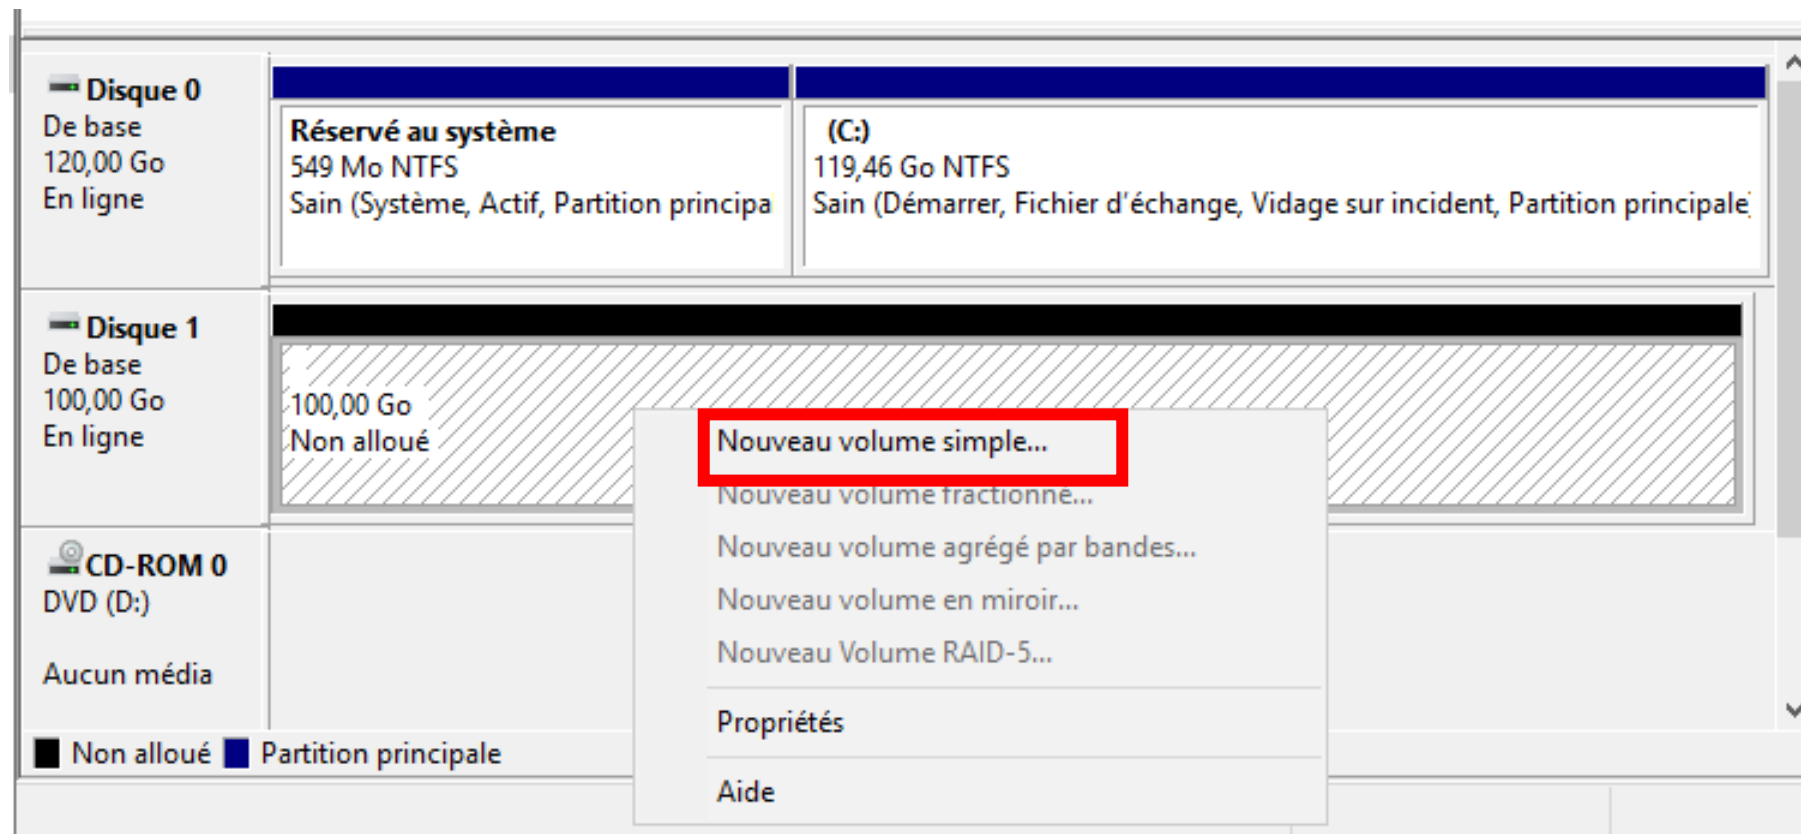 Disque 0
De base
120,00 Go
En ligne
Réservé au système
549 Mo NTFS
Sain (Système, Actif, Partition principa
(C:)
119,46 Go NTFS
Sain (Démarrer, Fichier d'échange, Vidage sur incident, Partition principale)
Disque 1
De base
100,00 Go
En ligne
100,00 Go
Non alloué
Nouveau volume simple...
Nouveau volume fractionné...
Nouveau volume agrégé par bandes...
Nouveau volume en miroir...
Nouveau Volume RAID-5...
Propriétés
Aide
CD-ROM 0
DVD (D:)
Aucun média
Non alloué
Partition principale